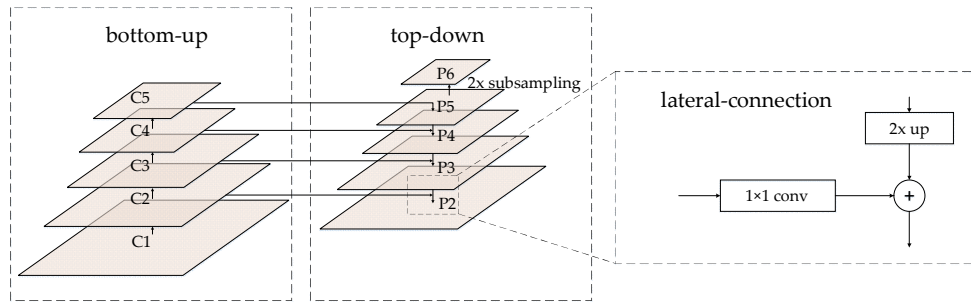 bottom-up
C5
C4
C3
C2
C1
top-down
P6
2x subsampling
P5
P4
P3
P2
lateral-connection
2x up
1×1 conv
+